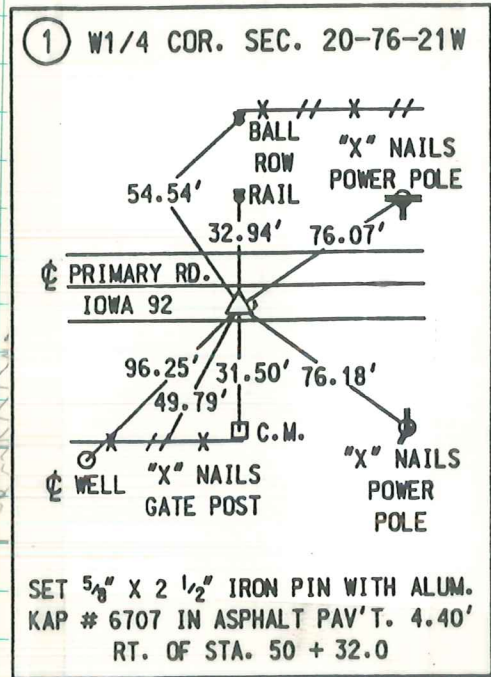 ① W1/4 COR. SEC. 20-76-21W
BALL
ROW
"X" NAILS
POWER POLE
RAIL
54.54'
32.94'
76.07'
℄ PRIMARY RD.
IOWA 92
96.25'
31.50'
76.18'
49.79'
C.M.
℄ WELL
"X" NAILS
GATE POST
"X" NAILS
POWER
POLE
SET 5/8" X 2 1/2" IRON PIN WITH ALUM.
KAP # 6707 IN ASPHALT PAV'T. 4.40'
RT. OF STA. 50 + 32.0